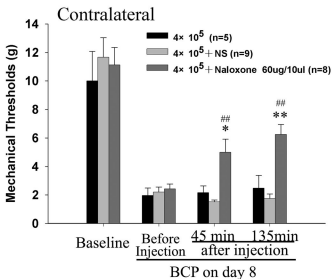 Contralateral
4× 10⁵ (n=5)
4× 10⁵+NS (n=9)
4× 10⁵+Naloxone 60ug/10ul (n=8)
Mechanical Thresholds (g)
14
12
10
8
6
4
2
0
##
*
##
**
Baseline
Before
Injection
45 min
135min
after injection
BCP on day 8